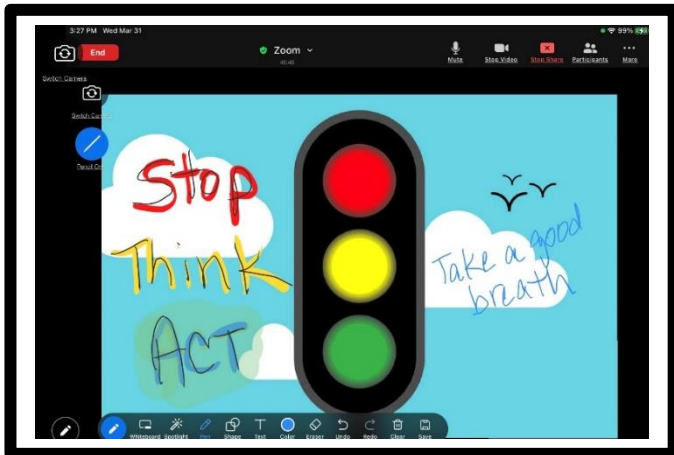 3:27 PM Wed Mar 31
99%
End
Zoom
Mute
Stop Video
Stop Share
Participants
More
Switch Camera
Stop
Think
ACT
Take a good
breath
Whiteboard
Spotlight
Pen
Shape
Text
Color
Eraser
Undo
Redo
Clear
Save